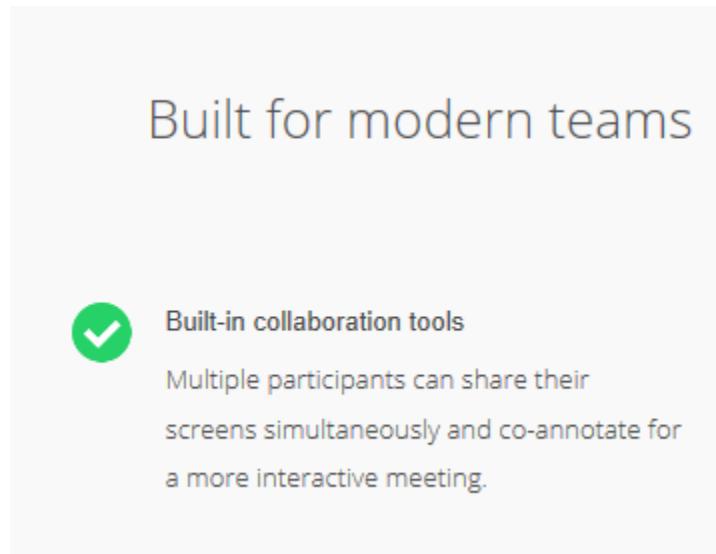 Built for modern teams
Built-in collaboration tools
Multiple participants can share their
screens simultaneously and co-annotate for
a more interactive meeting.